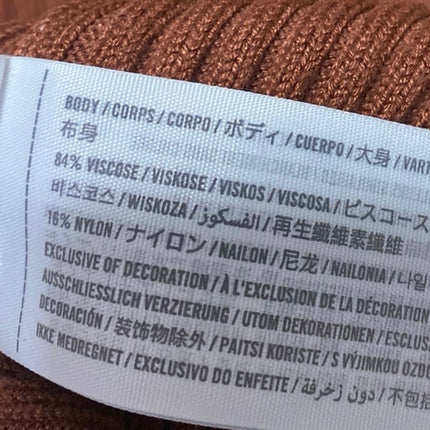 BODY / CORPS / CORPO / ボディ / CUERPO / 大身 / VART
布身
84% VISCOSE / VISKOSE / VISKOS / VISCOSA / ビスコース
비스코스 / WISKOZA / الفسكوز / 再生纖維素纖維
16% NYLON / ナイロン / NAILON / 尼龙 / NAILONIA / 나일
EXCLUSIVE OF DECORATION / À L'EXCLUSION DE LA DÉCORATION
AUSSCHLIESSLICH VERZIERUNG / UTOM DEKORATIONEN / ESCLUSA
DECORACIÓN / 装饰物除外 / PAITSI KORISTE / S VÝJIMKOU OZDO
IKKE MEDREGNET / EXCLUSIVO DO ENFEITE / دون زخرفة / 不包括